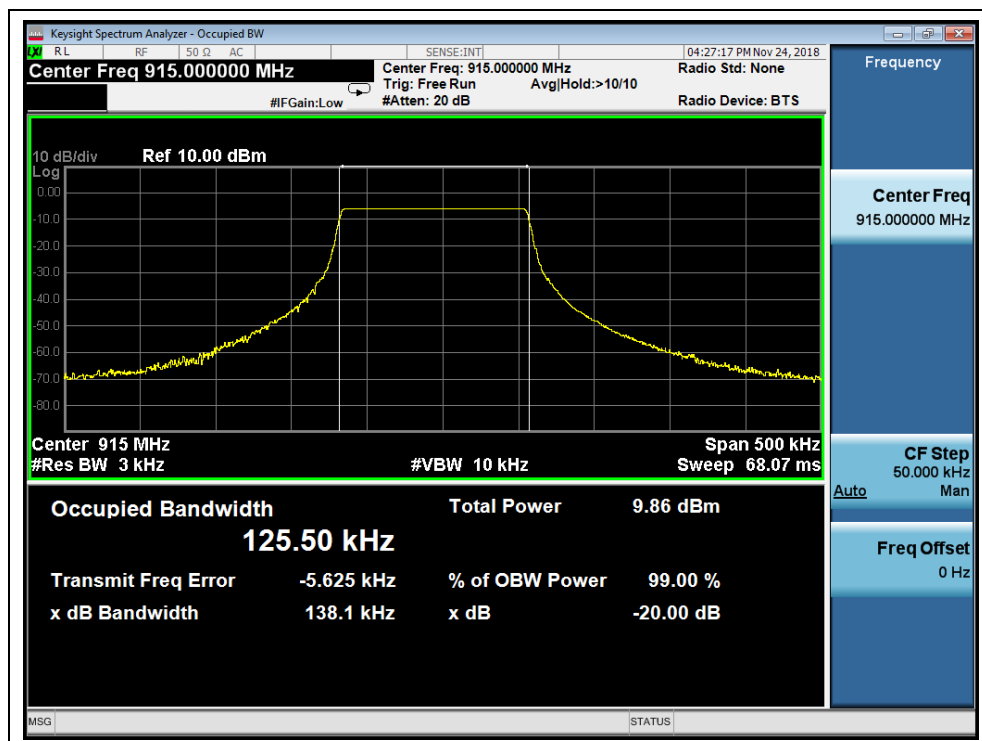 Keysight Spectrum Analyzer - Occupied BW
LXI RL RF 50 Ω AC SENSE:INT 04:27:17 PM Nov 24, 2018
Center Freq 915.000000 MHz Center Freq: 915.000000 MHz Radio Std: None
Trig: Free Run Avg|Hold:>10/10
#IFGain:Low #Atten: 20 dB Radio Device: BTS
10 dB/div Ref 10.00 dBm
Log
0.00
-10.0
-20.0
-30.0
-40.0
-50.0
-60.0
-70.0
-80.0
Center 915 MHz Span 500 kHz
#Res BW 3 kHz #VBW 10 kHz Sweep 68.07 ms
Occupied Bandwidth Total Power 9.86 dBm
125.50 kHz
Transmit Freq Error -5.625 kHz % of OBW Power 99.00 %
x dB Bandwidth 138.1 kHz x dB -20.00 dB
MSG STATUS
Frequency
Center Freq
915.000000 MHz
CF Step
50.000 kHz
Auto Man
Freq Offset
0 Hz